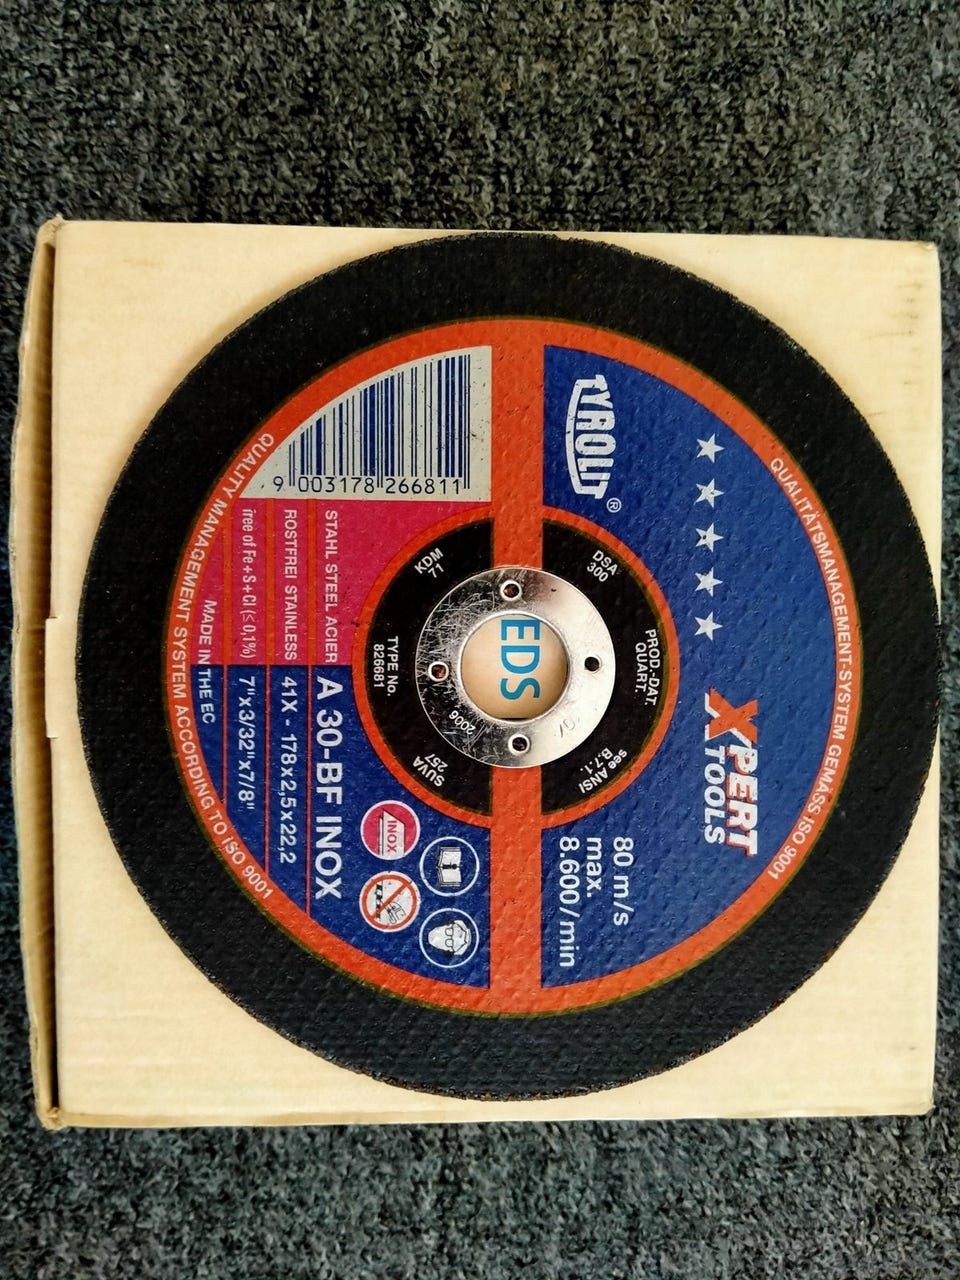 QUALITÄTSMANAGEMENT-SYSTEM GEMÄSS ISO 9001
TYROLIT®
XPERT
TOOLS
80 m/s
max.
8.600/min
DSA
300
PROD.-DAT.
QUART.
see ANSI
B.7.1.
EDS
2006
KDM
71
TYPE No.
826681
SUVA
257
9 003178 266811
STAHL STEEL ACIER
A 30-BF INOX
ROSTFREI STAINLESS
41X - 178x2,5x22,2
free of Fe+S+Cl (≤ 0,1%)
7"x3/32"x7/8"
MADE IN THE EC
INOX
QUALITY MANAGEMENT SYSTEM ACCORDING TO ISO 9001